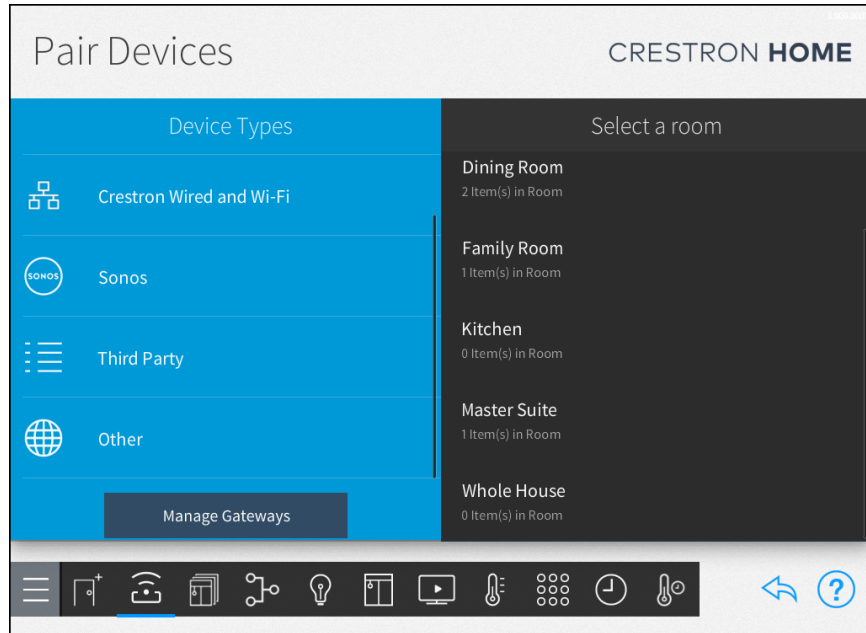 Pair Devices
CRESTRON HOME
Device Types
Crestron Wired and Wi-Fi
SONOS
Sonos
Third Party
Other
Manage Gateways
Select a room
Dining Room
2 Item(s) in Room
Family Room
1 Item(s) in Room
Kitchen
0 Item(s) in Room
Master Suite
1 Item(s) in Room
Whole House
0 Item(s) in Room
?